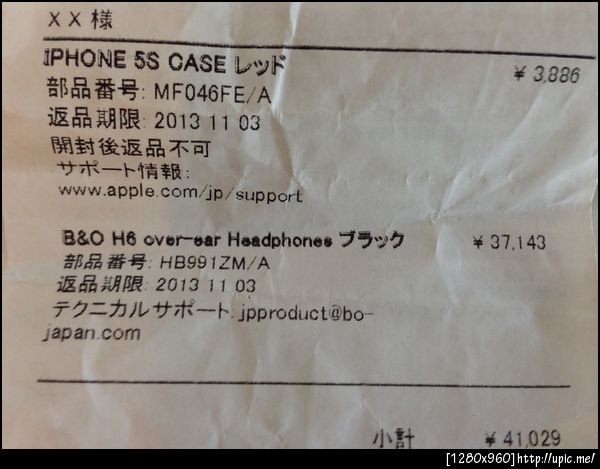 XX様
IPHONE 5S CASE レッド ¥ 3,886
部品番号: MF046FE/A
返品期限: 2013 11 03
開封後返品不可
サポート情報:
www.apple.com/jp/support
B&O H6 over-ear Headphones ブラック ¥ 37,143
部品番号: HB991ZM/A
返品期限: 2013 11 03
テクニカルサポート:jpproduct@bo-
japan.com
小計 ¥ 41,029
[1280x960]http://upic.me/